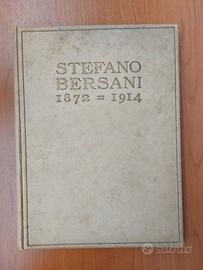 STEFANO
BERSANI
1872 = 1914
subito